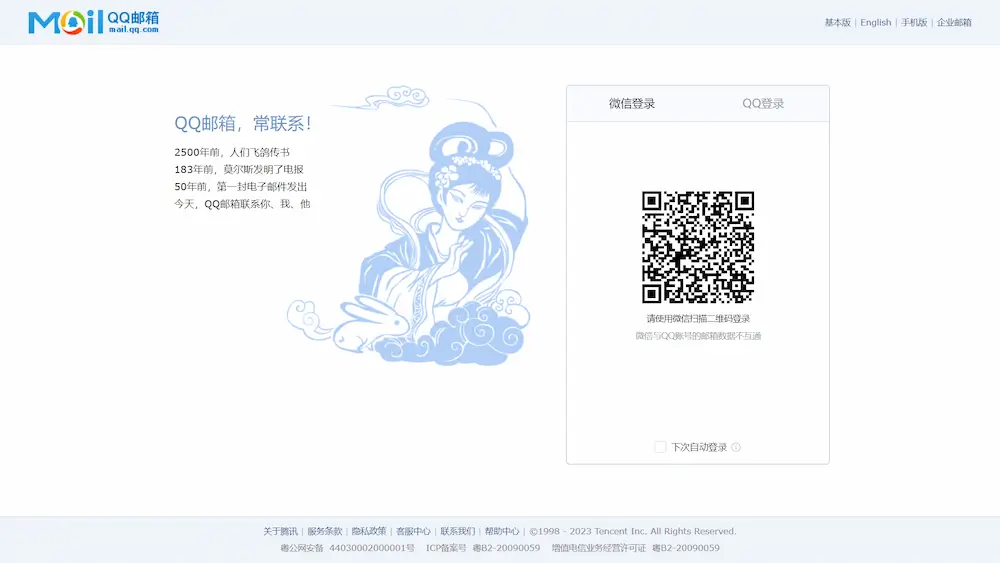 Mail QQ邮箱
mail.qq.com
基本版 | English | 手机版 | 企业邮箱
QQ邮箱，常联系！
2500年前，人们飞鸽传书
183年前，莫尔斯发明了电报
50年前，第一封电子邮件发出
今天，QQ邮箱联系你、我、他
微信登录 QQ登录
请使用微信扫描二维码登录
微信与QQ账号的邮箱数据不互通
下次自动登录
关于腾讯 | 服务条款 | 隐私政策 | 客服中心 | 联系我们 | 帮助中心 | ©1998 - 2023 Tencent Inc. All Rights Reserved.
粤公网安备 44030002000001号 ICP备案号 粤B2-20090059 增值电信业务经营许可证 粤B2-20090059